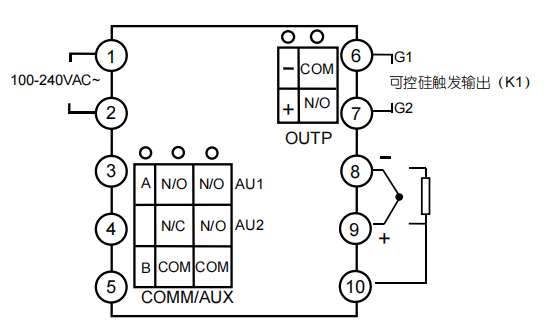 1
6
G1
100-240VAC~
− COM
可控硅触发输出（K1）
2
+ N/O
7
G2
OUTP
3
A N/O N/O AU1
8
−
4
N/C N/O AU2
9
+
5
B COM COM
10
COMM/AUX